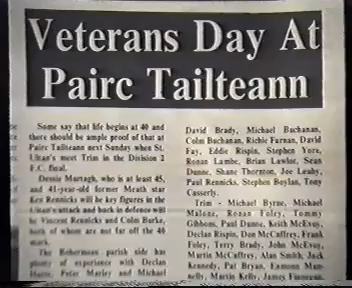 Veterans Day At
Pairc Tailteann
Some say that life begins at 40 and
there should be ample proof of that at
Pairc Tailteann next Sunday when St.
Ultan's meet Trim in the Division 2
F.C. final.
Dessie Murtagh, who is at least 45,
and 41-year-old former Meath star
Ken Rennicks will be key figures in the
Ultan's attack and back in defence will
be Vincent Rennicks and Colm Burke,
both of whom are not far off the 40
mark.
The Bohermeen parish side has
plenty of experience with Declan
Peter Marley and Michael
David Brady, Michael Buchanan,
Colm Buchanan, Richie Farnan, David
Fay, Eddie Rispin, Stephen Yore,
Ronan Lambe, Brian Lawlor, Sean
Dunne, Shane Thornton, Joe Leahy,
Paul Rennicks, Stephen Boylan, Tony
Casserly.
Trim - Michael Byrne, Michael
Malone, Ronan Foley, Tommy
Gibbons, Paul Dunne, Keith McEvoy,
Declan Rispin, Don McCaffrey, Frank
Foley, Terry Brady, John McEvoy,
Martin McCaffrey, Alan Smith, Jack
Kennedy, Pat Bryan, Eamonn
Martin Kelly, James Finnegan,